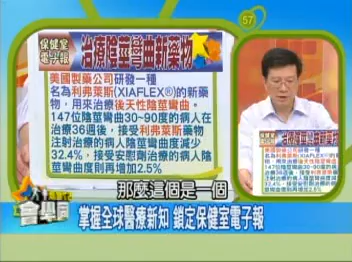 保健室
電子報
治療陰莖彎曲新藥物
57
美國製藥公司研發一種
名為利弗萊斯(XIAFLEX®)的新藥
物，用來治療後天性陰莖彎曲。
147位陰莖彎曲30~90度的病人在
治療36週後，接受利弗萊斯藥物
注射治療的病人陰莖彎曲度減少
32.4%，接受安慰劑治療的病人陰
莖彎曲度則再增加2.5%
那麼這個是一個
掌握全球醫療新知 鎖定保健室電子報